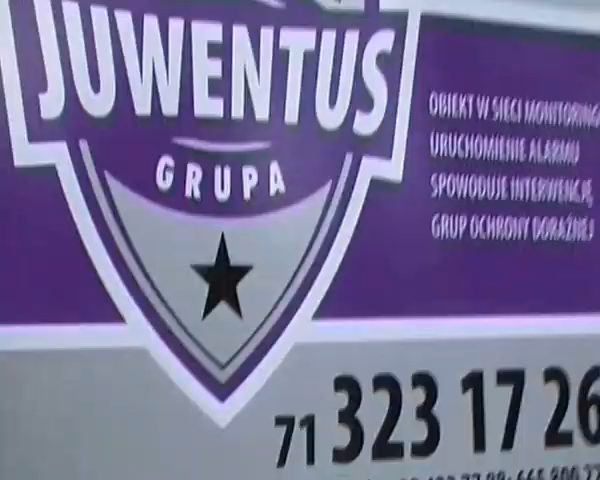 JUWENTUS
GRUPA
OBIEKT W SIECI MONITORING
URUCHOMIENIE ALARMU
SPOWODUJE INTERWENCJĘ
GRUP OCHRONY DORAŹNEJ
71 323 17 26